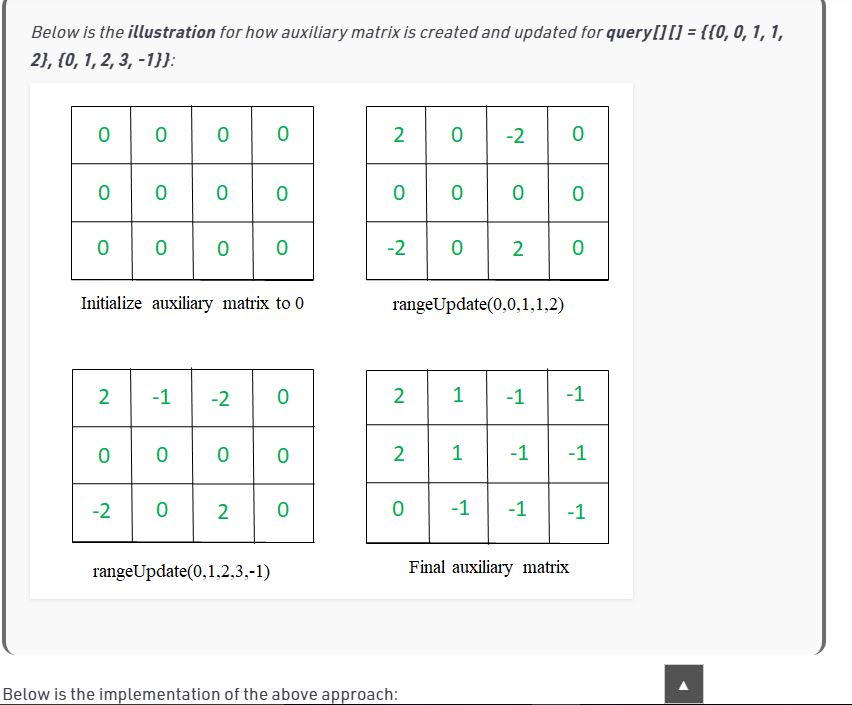 Below is the illustration for how auxiliary matrix is created and updated for query[][] = {{0, 0, 1, 1,
2}, {0, 1, 2, 3, -1}}:
0 0 0 0
0 0 0 0
0 0 0 0
Initialize auxiliary matrix to 0
2 0 -2 0
0 0 0 0
-2 0 2 0
rangeUpdate(0,0,1,1,2)
2 -1 -2 0
0 0 0 0
-2 0 2 0
rangeUpdate(0,1,2,3,-1)
2 1 -1 -1
2 1 -1 -1
0 -1 -1 -1
Final auxiliary matrix
Below is the implementation of the above approach: